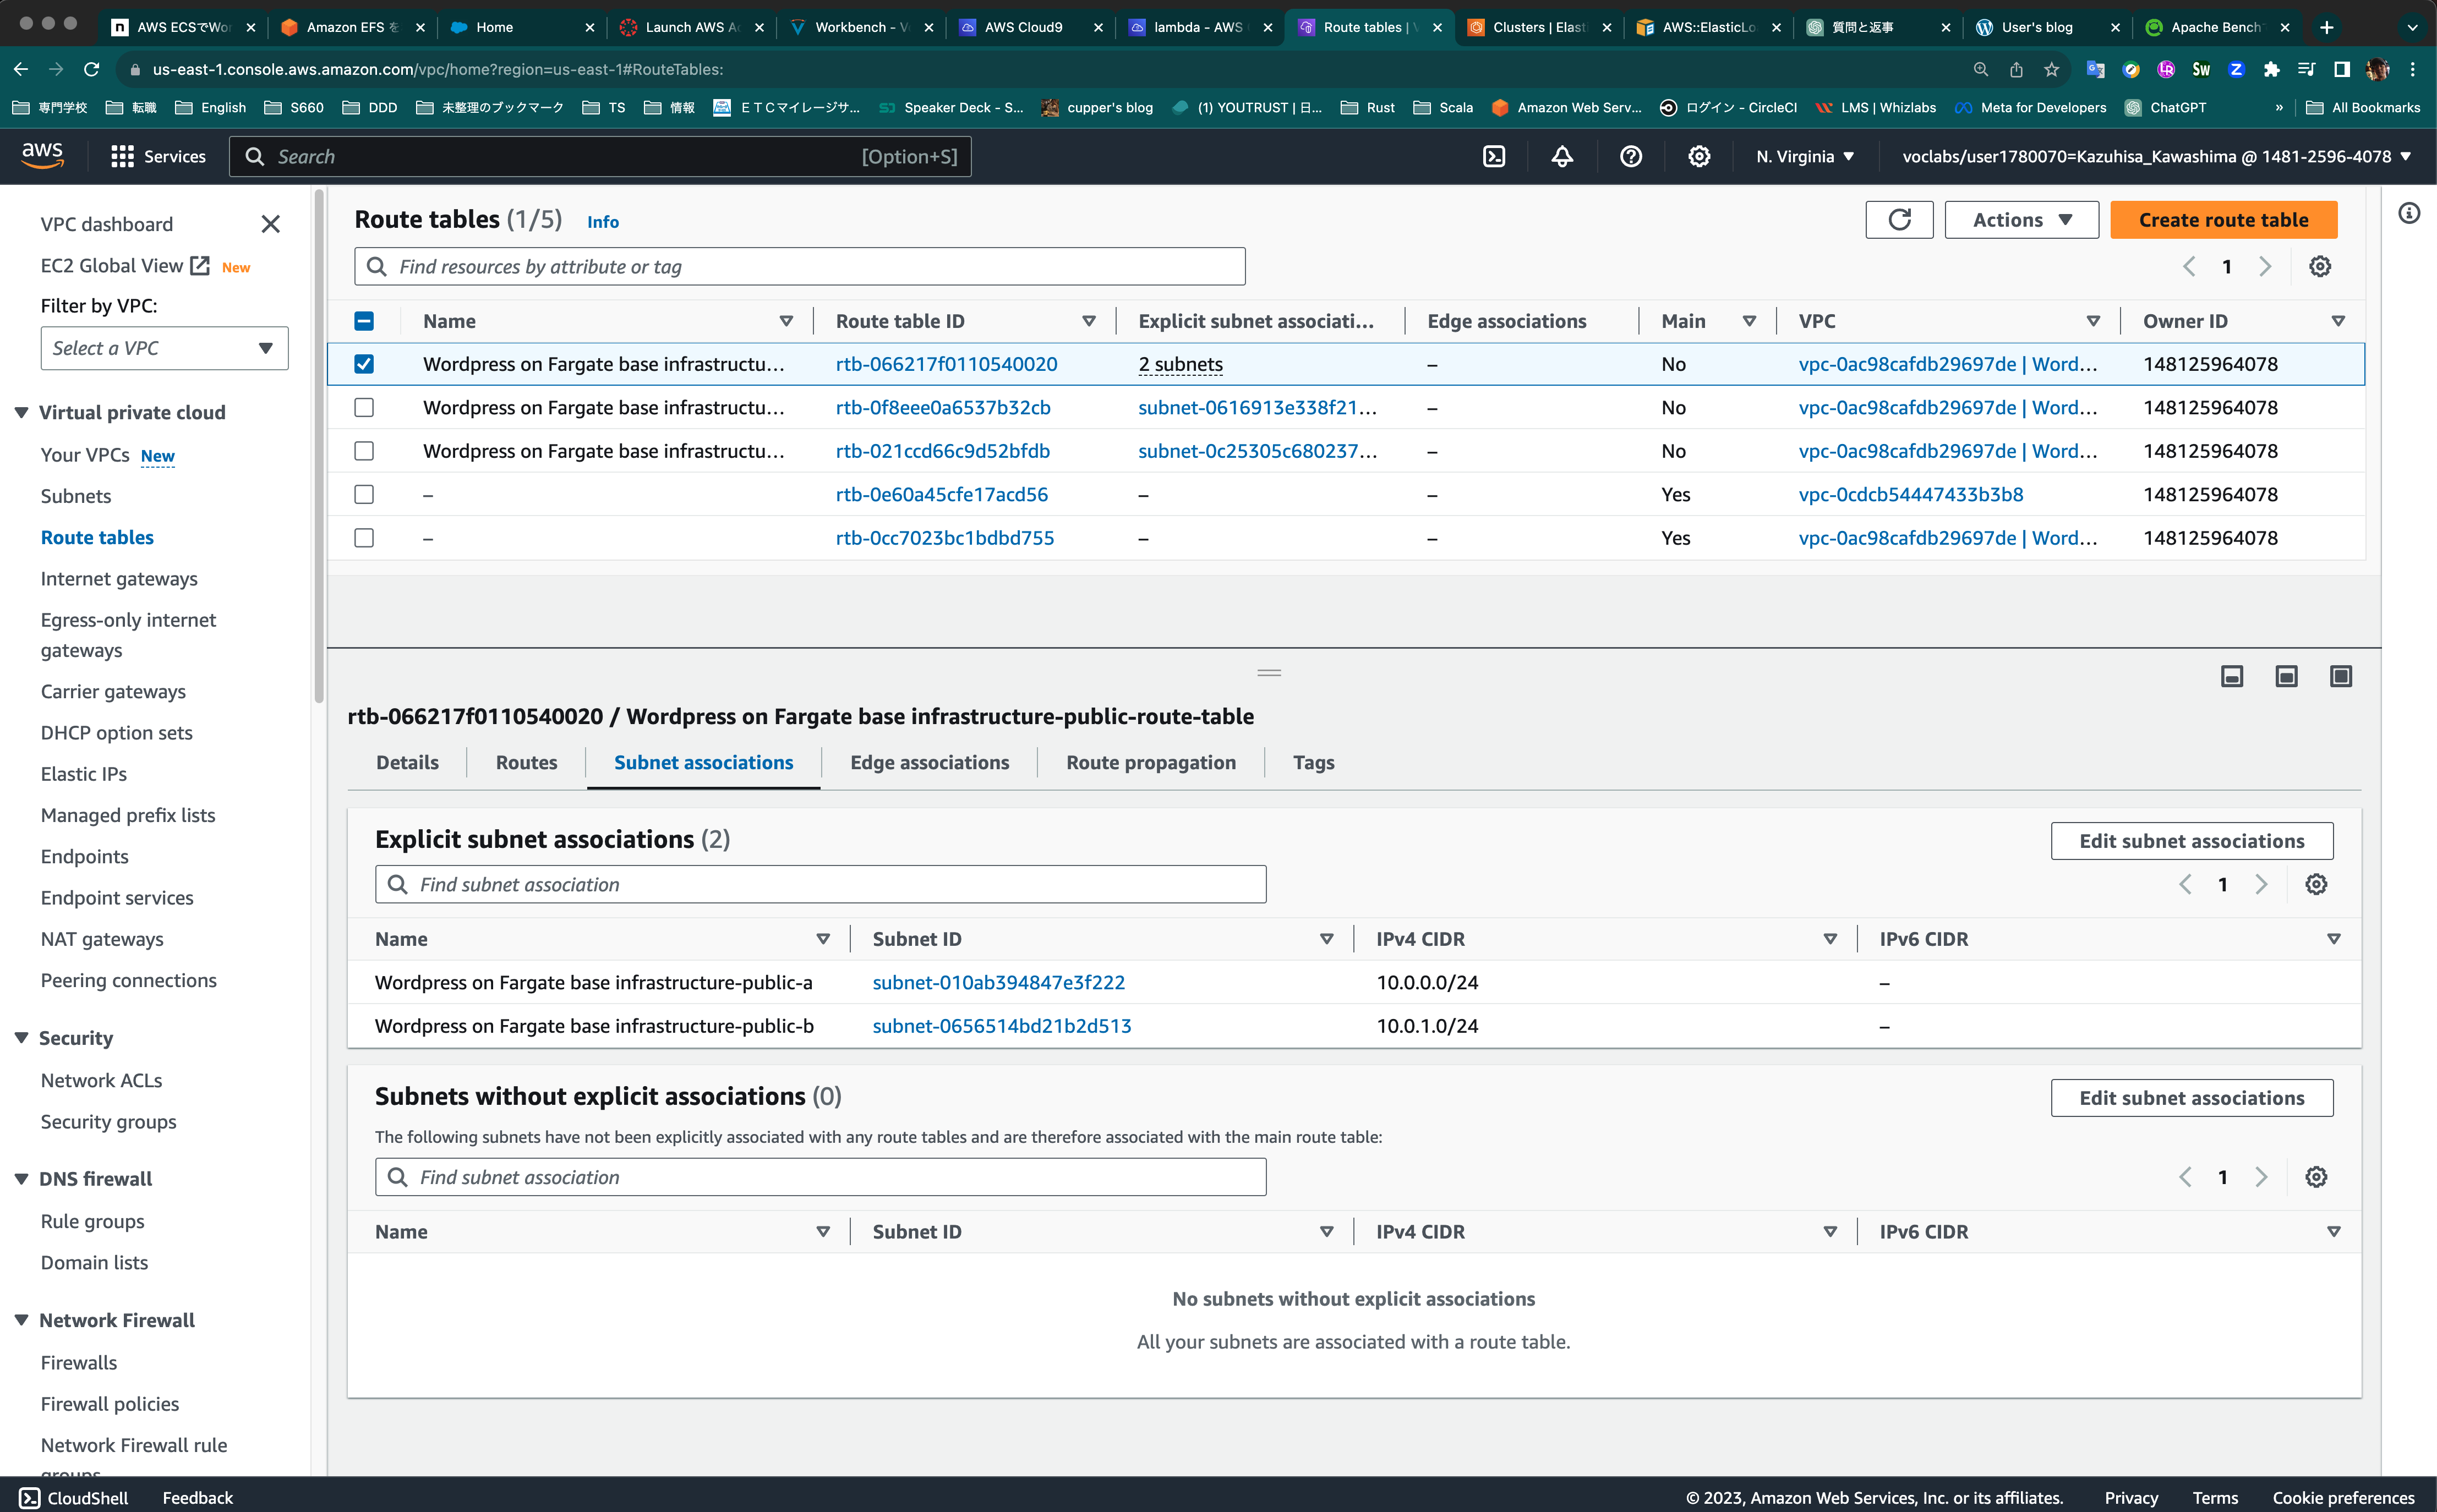 AWS ECSでWor
Amazon EFS を
Home
Launch AWS Ac
Workbench - Vo
AWS Cloud9
lambda - AWS
Route tables | V
Clusters | Elasti
AWS::ElasticLo
質問と返事
User's blog
Apache Bench
us-east-1.console.aws.amazon.com/vpc/home?region=us-east-1#RouteTables:
専門学校
転職
English
S660
DDD
未整理のブックマーク
TS
情報
ＥＴＣマイレージサ...
Speaker Deck - S...
cupper's blog
(1) YOUTRUST | 日...
Rust
Scala
Amazon Web Serv...
ログイン - CircleCI
LMS | Whizlabs
Meta for Developers
ChatGPT
»
All Bookmarks
aws
Services
Search
[Option+S]
N. Virginia
voclabs/user1780070=Kazuhisa_Kawashima @ 1481-2596-4078
VPC dashboard
EC2 Global View New
Filter by VPC:
Select a VPC
Virtual private cloud
Your VPCs New
Subnets
Route tables
Internet gateways
Egress-only internet
gateways
Carrier gateways
DHCP option sets
Elastic IPs
Managed prefix lists
Endpoints
Endpoint services
NAT gateways
Peering connections
Security
Network ACLs
Security groups
DNS firewall
Rule groups
Domain lists
Network Firewall
Firewalls
Firewall policies
Network Firewall rule
groups
Route tables (1/5) Info
Actions
Create route table
Find resources by attribute or tag
1
Name Route table ID Explicit subnet associati... Edge associations Main VPC Owner ID
Wordpress on Fargate base infrastructu... rtb-066217f0110540020 2 subnets – No vpc-0ac98cafdb29697de | Word... 148125964078
Wordpress on Fargate base infrastructu... rtb-0f8eee0a6537b32cb subnet-0616913e338f21... – No vpc-0ac98cafdb29697de | Word... 148125964078
Wordpress on Fargate base infrastructu... rtb-021ccd66c9d52bfdb subnet-0c25305c680237... – No vpc-0ac98cafdb29697de | Word... 148125964078
– rtb-0e60a45cfe17acd56 – – Yes vpc-0cdcb54447433b3b8 148125964078
– rtb-0cc7023bc1bdbd755 – – Yes vpc-0ac98cafdb29697de | Word... 148125964078
rtb-066217f0110540020 / Wordpress on Fargate base infrastructure-public-route-table
Details Routes Subnet associations Edge associations Route propagation Tags
Explicit subnet associations (2)
Edit subnet associations
Find subnet association
1
Name Subnet ID IPv4 CIDR IPv6 CIDR
Wordpress on Fargate base infrastructure-public-a subnet-010ab394847e3f222 10.0.0.0/24 –
Wordpress on Fargate base infrastructure-public-b subnet-0656514bd21b2d513 10.0.1.0/24 –
Subnets without explicit associations (0)
Edit subnet associations
The following subnets have not been explicitly associated with any route tables and are therefore associated with the main route table:
Find subnet association
1
Name Subnet ID IPv4 CIDR IPv6 CIDR
No subnets without explicit associations
All your subnets are associated with a route table.
CloudShell
Feedback
© 2023, Amazon Web Services, Inc. or its affiliates.
Privacy
Terms
Cookie preferences